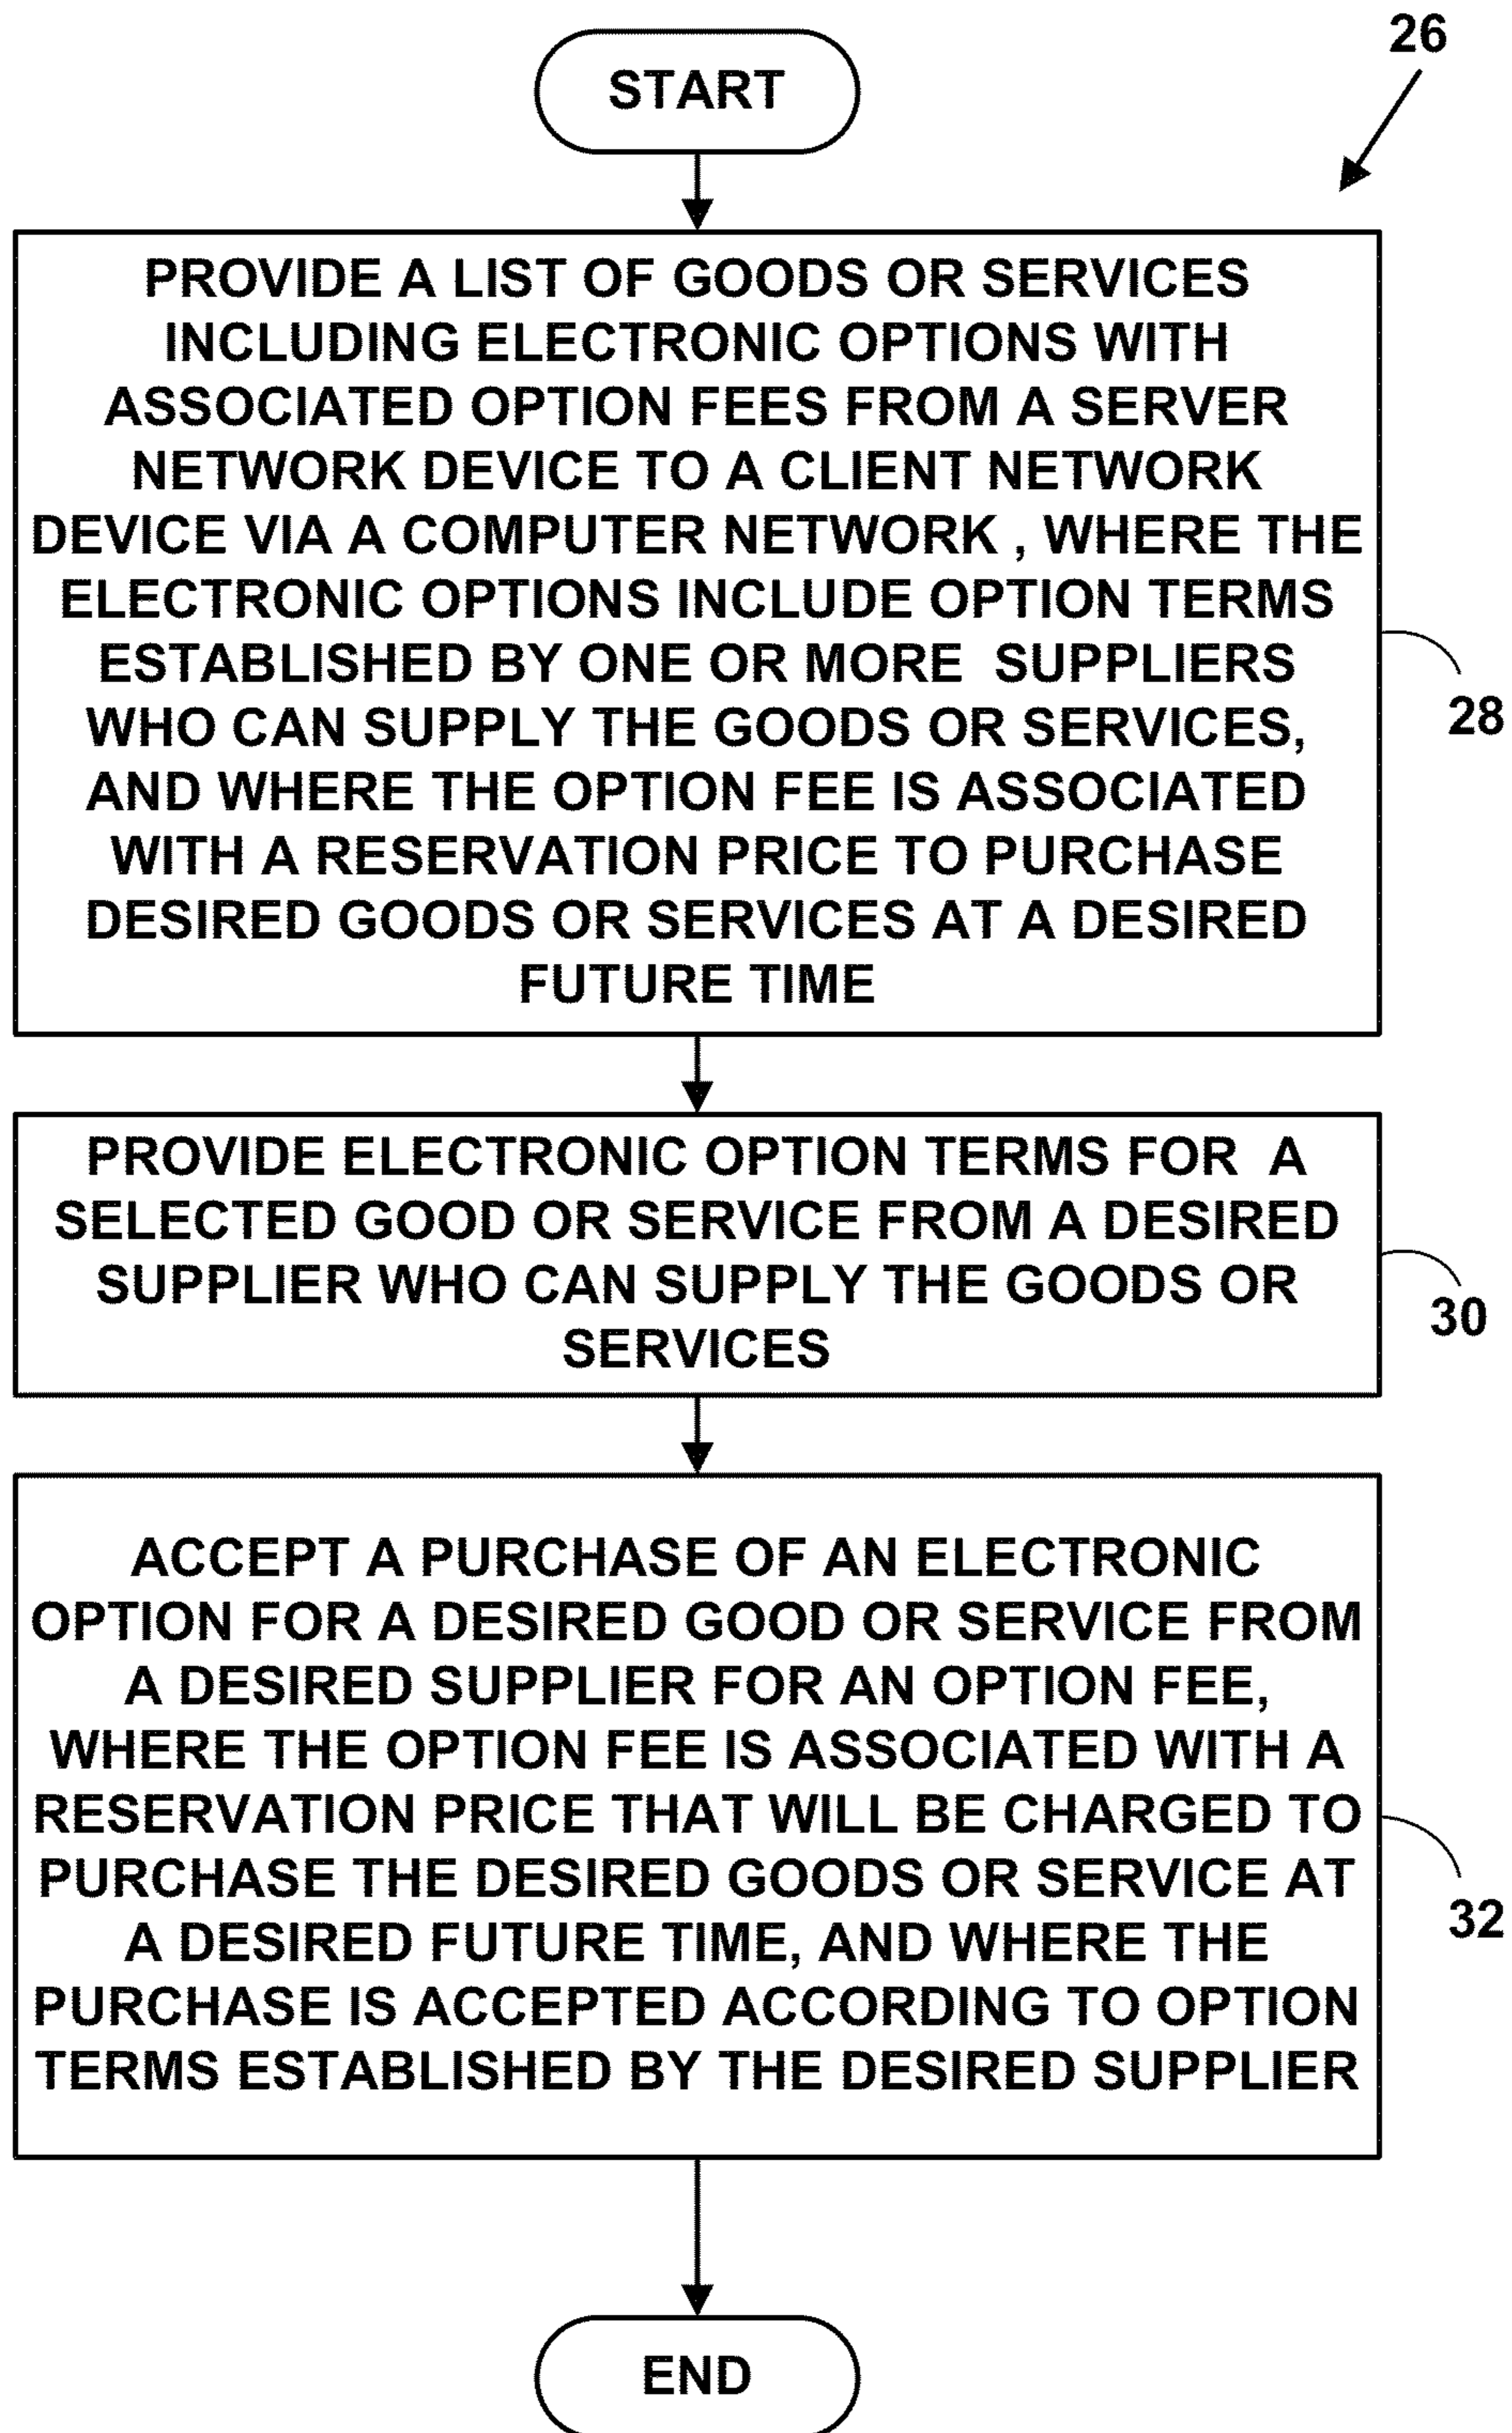 26
START
PROVIDE A LIST OF GOODS OR SERVICES
INCLUDING ELECTRONIC OPTIONS WITH
ASSOCIATED OPTION FEES FROM A SERVER
NETWORK DEVICE TO A CLIENT NETWORK
DEVICE VIA A COMPUTER NETWORK , WHERE THE
ELECTRONIC OPTIONS INCLUDE OPTION TERMS
ESTABLISHED BY ONE OR MORE SUPPLIERS
WHO CAN SUPPLY THE GOODS OR SERVICES,
AND WHERE THE OPTION FEE IS ASSOCIATED
WITH A RESERVATION PRICE TO PURCHASE
DESIRED GOODS OR SERVICES AT A DESIRED
FUTURE TIME
28
PROVIDE ELECTRONIC OPTION TERMS FOR A
SELECTED GOOD OR SERVICE FROM A DESIRED
SUPPLIER WHO CAN SUPPLY THE GOODS OR
SERVICES
30
ACCEPT A PURCHASE OF AN ELECTRONIC
OPTION FOR A DESIRED GOOD OR SERVICE FROM
A DESIRED SUPPLIER FOR AN OPTION FEE,
WHERE THE OPTION FEE IS ASSOCIATED WITH A
RESERVATION PRICE THAT WILL BE CHARGED TO
PURCHASE THE DESIRED GOODS OR SERVICE AT
A DESIRED FUTURE TIME, AND WHERE THE
PURCHASE IS ACCEPTED ACCORDING TO OPTION
TERMS ESTABLISHED BY THE DESIRED SUPPLIER
32
END